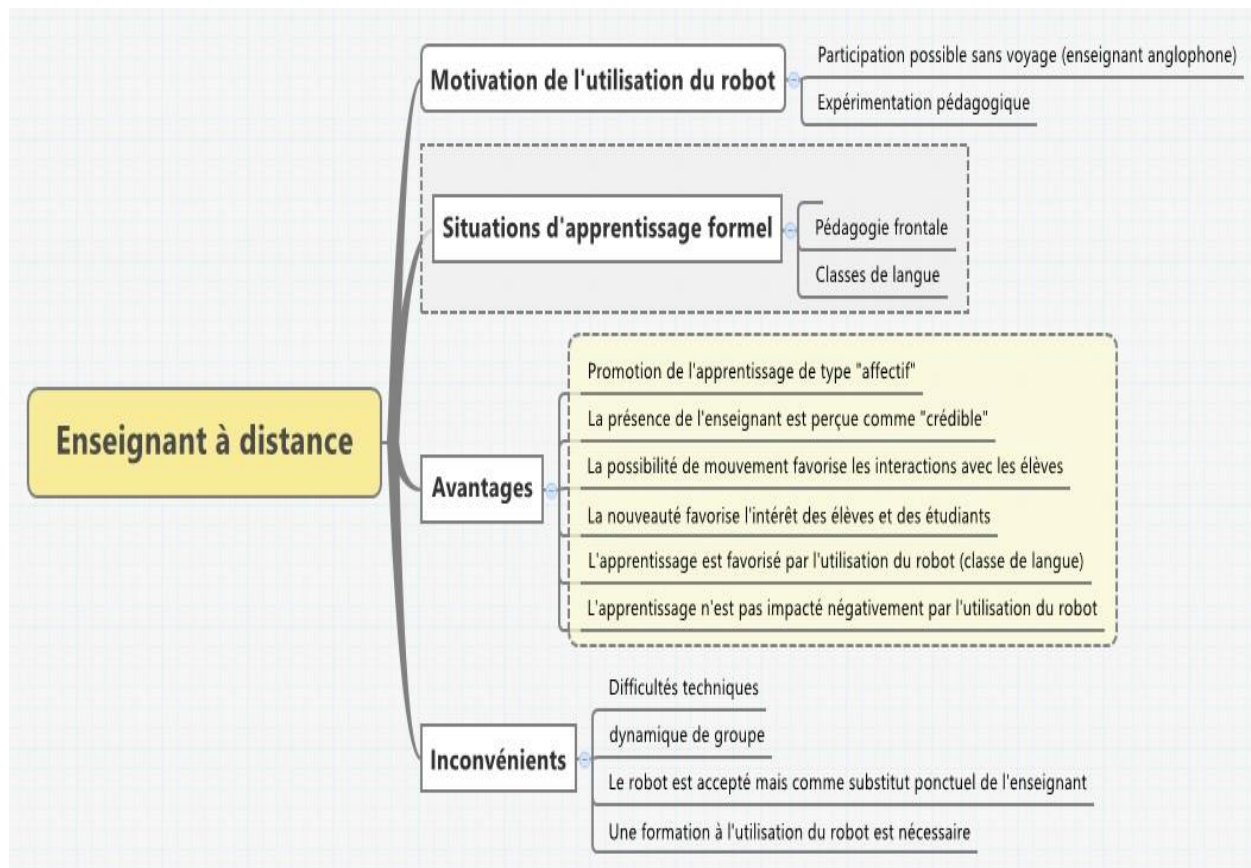 Enseignant à distance
Motivation de l'utilisation du robot
Participation possible sans voyage (enseignant anglophone)
Expérimentation pédagogique
Situations d'apprentissage formel
Pédagogie frontale
Classes de langue
Avantages
Promotion de l'apprentissage de type "affectif"
La présence de l'enseignant est perçue comme "crédible"
La possibilité de mouvement favorise les interactions avec les élèves
La nouveauté favorise l'intérêt des élèves et des étudiants
L'apprentissage est favorisé par l'utilisation du robot (classe de langue)
L'apprentissage n'est pas impacté négativement par l'utilisation du robot
Inconvénients
Difficultés techniques
dynamique de groupe
Le robot est accepté mais comme substitut ponctuel de l'enseignant
Une formation à l'utilisation du robot est nécessaire